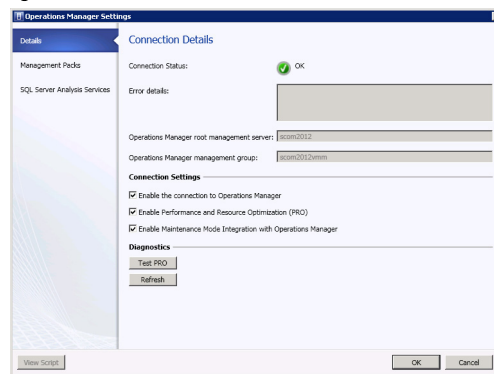 Operations Manager Settings
Details
Management Packs
SQL Server Analysis Services
Connection Details
Connection Status:
OK
Error details:
Operations Manager root management server:
scom2012
Operations Manager management group:
scom2012vmm
Connection Settings
Enable the connection to Operations Manager
Enable Performance and Resource Optimization (PRO)
Enable Maintenance Mode Integration with Operations Manager
Diagnostics
Test PRO
Refresh
View Script
OK
Cancel